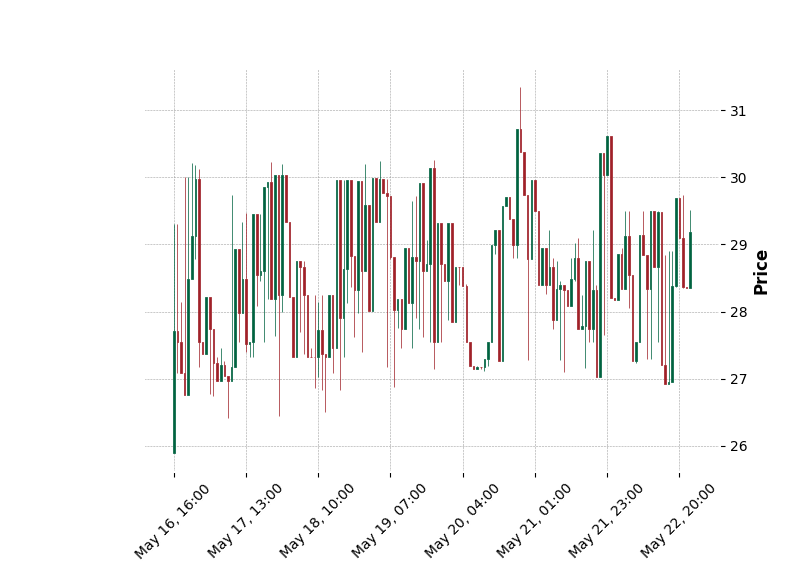 31
30
29
28
27
26
Price
May 16, 16:00
May 17, 13:00
May 18, 10:00
May 19, 07:00
May 20, 04:00
May 21, 01:00
May 21, 23:00
May 22, 20:00